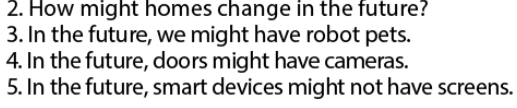 2. How might homes change in the future?
3. In the future, we might have robot pets.
4. In the future, doors might have cameras.
5. In the future, smart devices might not have screens.